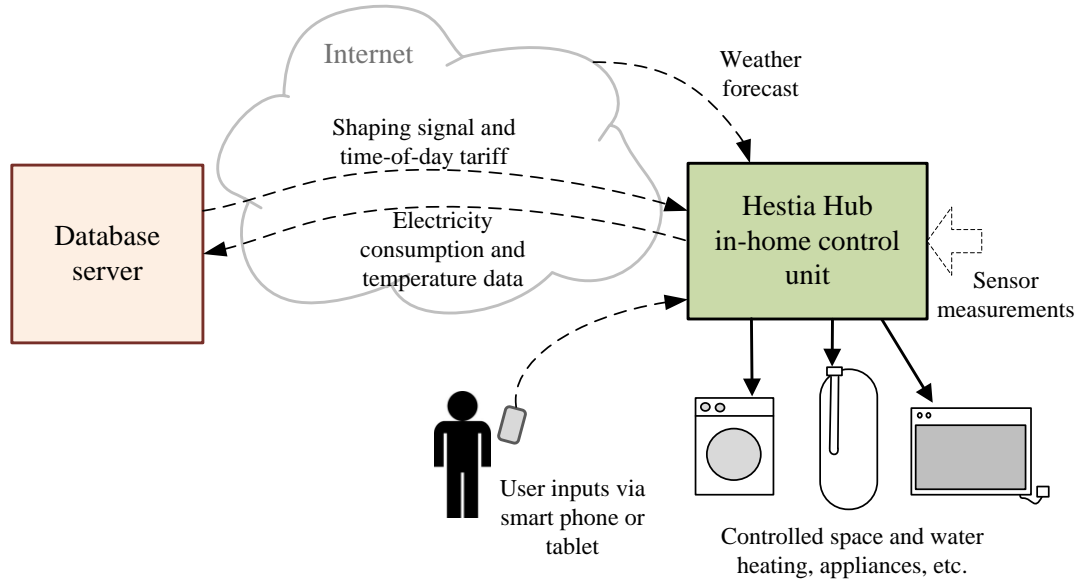 Internet
Weather
forecast
Shaping signal and
time-of-day tariff
Database
server
Electricity
consumption and
temperature data
Hestia Hub
in-home control
unit
Sensor
measurements
User inputs via
smart phone or
tablet
Controlled space and water
heating, appliances, etc.